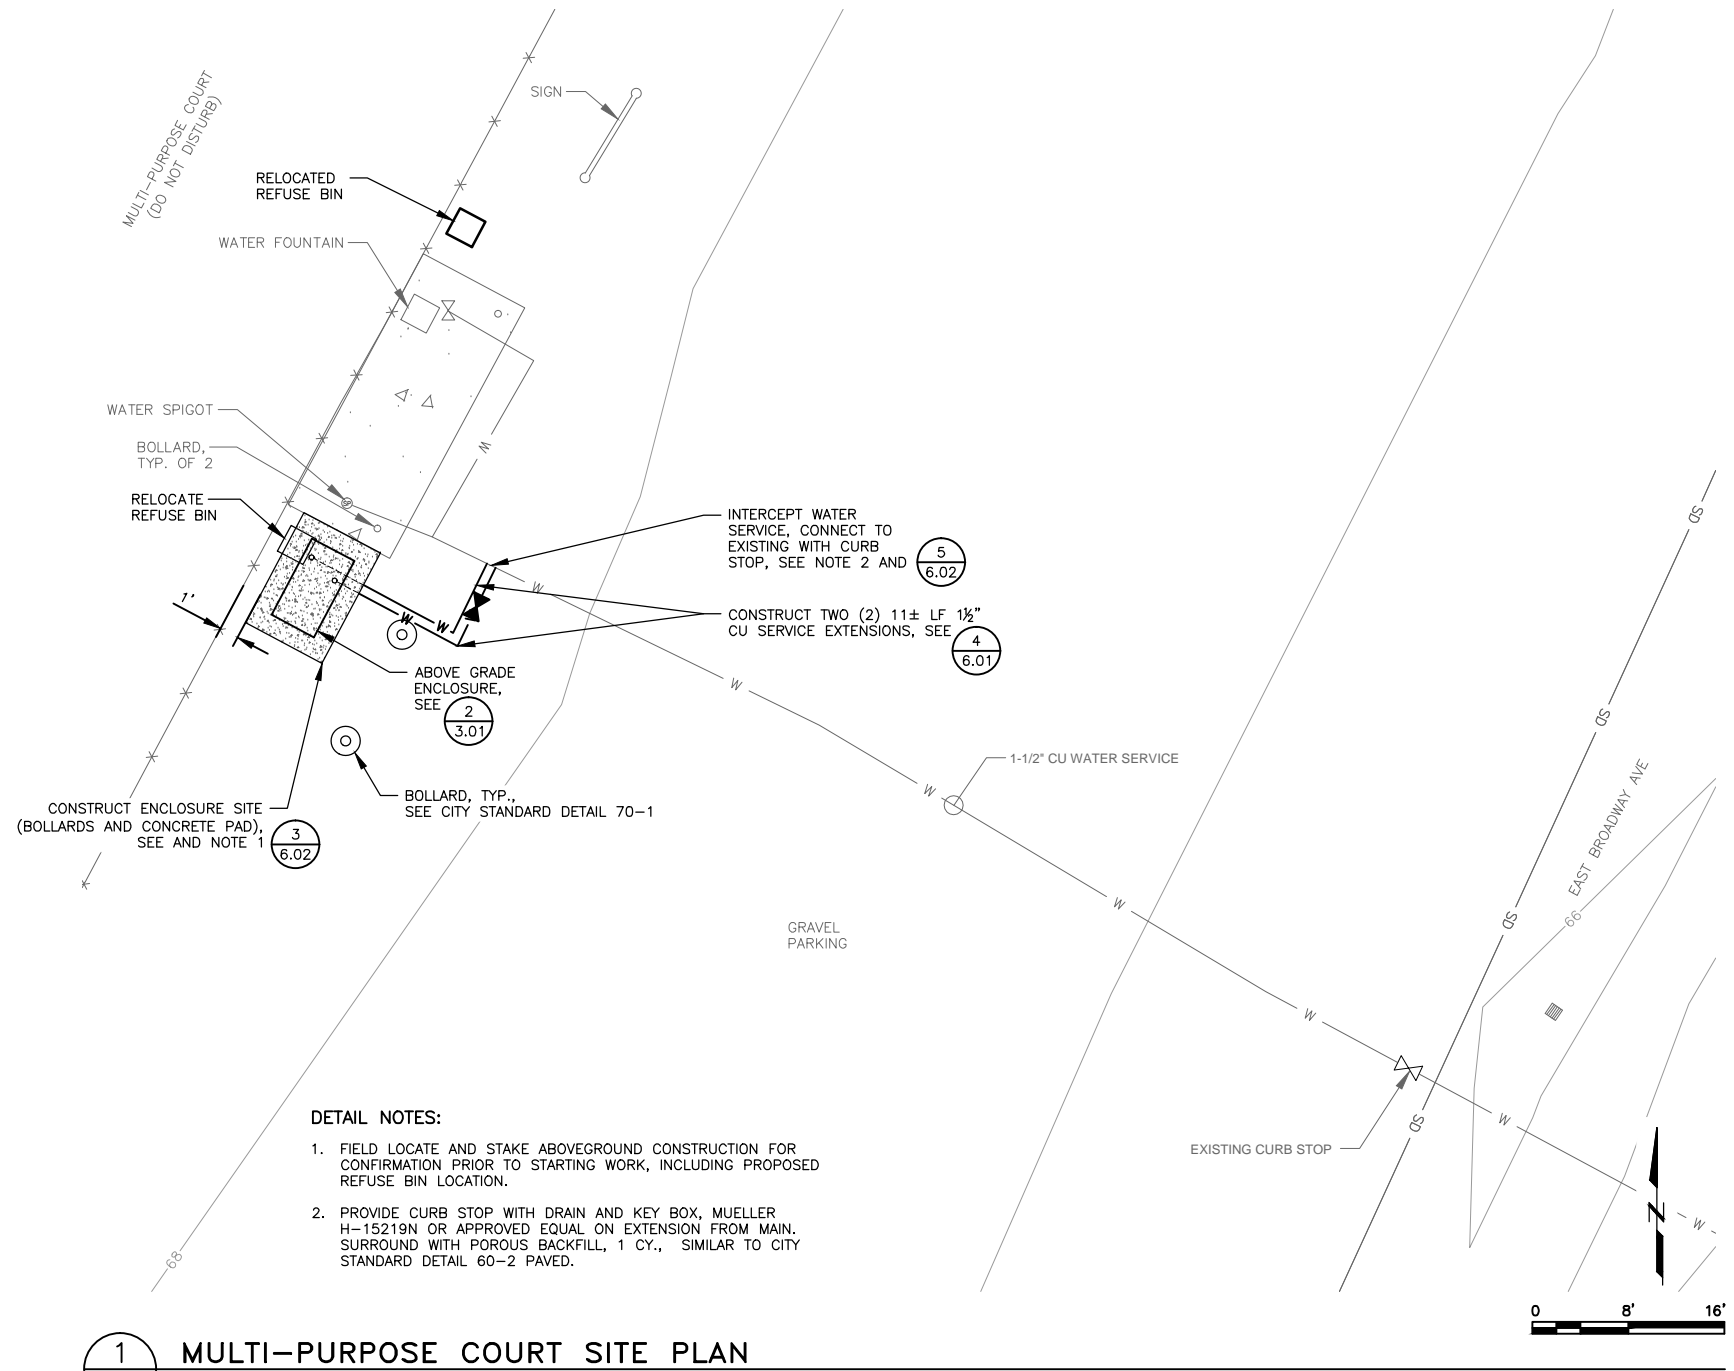 MULTI-PURPOSE COURT
(DO NOT DISTURB)
SIGN
RELOCATED
REFUSE BIN
WATER FOUNTAIN
WATER SPIGOT
BOLLARD,
TYP. OF 2
RELOCATE
REFUSE BIN
SP
W
INTERCEPT WATER
SERVICE, CONNECT TO
EXISTING WITH CURB
STOP, SEE NOTE 2 AND
5
6.02
CONSTRUCT TWO (2) 11± LF 1½"
CU SERVICE EXTENSIONS, SEE
4
6.01
1'
W
W
W
ABOVE GRADE
ENCLOSURE,
SEE
2
3.01
W
BOLLARD, TYP.,
SEE CITY STANDARD DETAIL 70-1
CONSTRUCT ENCLOSURE SITE
(BOLLARDS AND CONCRETE PAD),
SEE AND NOTE 1
3
6.02
1-1/2" CU WATER SERVICE
W
W
GRAVEL
PARKING
SD
SD
SD
SD
EAST BROADWAY AVE
66
W
W
W
EXISTING CURB STOP
68
DETAIL NOTES:
1. FIELD LOCATE AND STAKE ABOVEGROUND CONSTRUCTION FOR
CONFIRMATION PRIOR TO STARTING WORK, INCLUDING PROPOSED
REFUSE BIN LOCATION.
2. PROVIDE CURB STOP WITH DRAIN AND KEY BOX, MUELLER
H-15219N OR APPROVED EQUAL ON EXTENSION FROM MAIN.
SURROUND WITH POROUS BACKFILL, 1 CY., SIMILAR TO CITY
STANDARD DETAIL 60-2 PAVED.
N
0 8' 16'
1 MULTI-PURPOSE COURT SITE PLAN